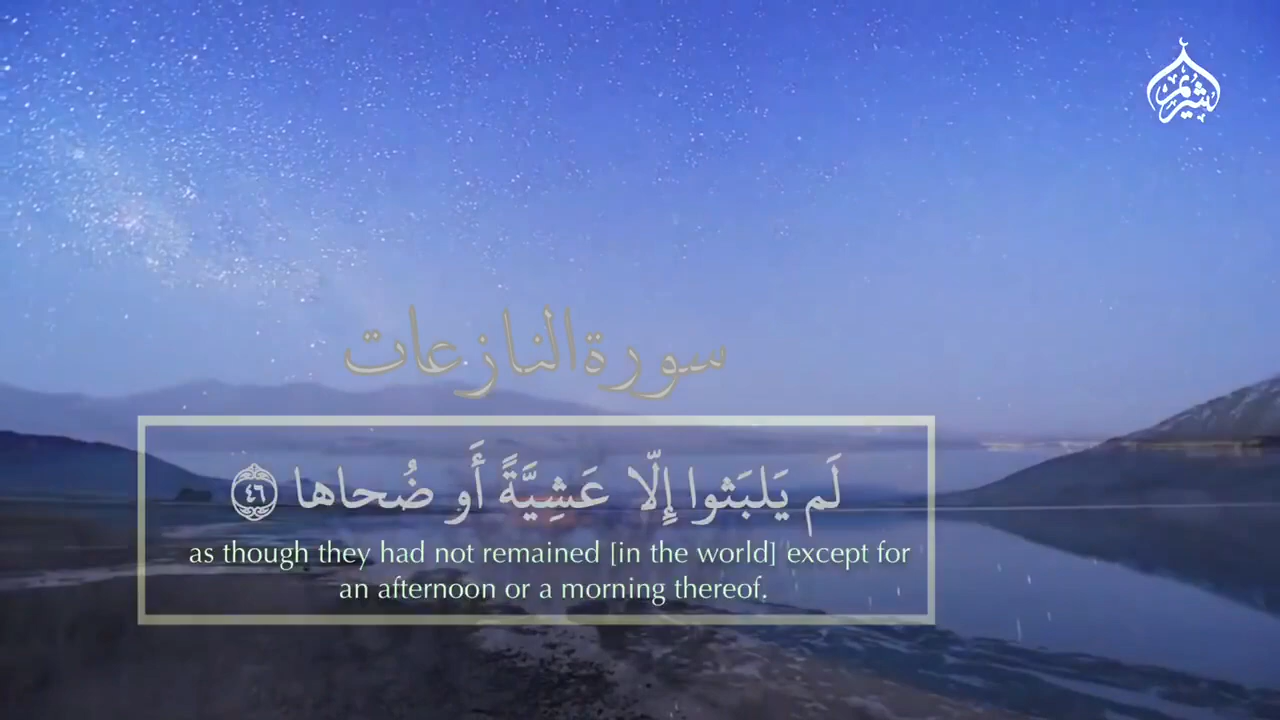 شريم
سورة النازعات
لَم يَلبَثوا إِلّا عَشِيَّةً أَو ضُحاها ٤٦
as though they had not remained [in the world] except for
an afternoon or a morning thereof.